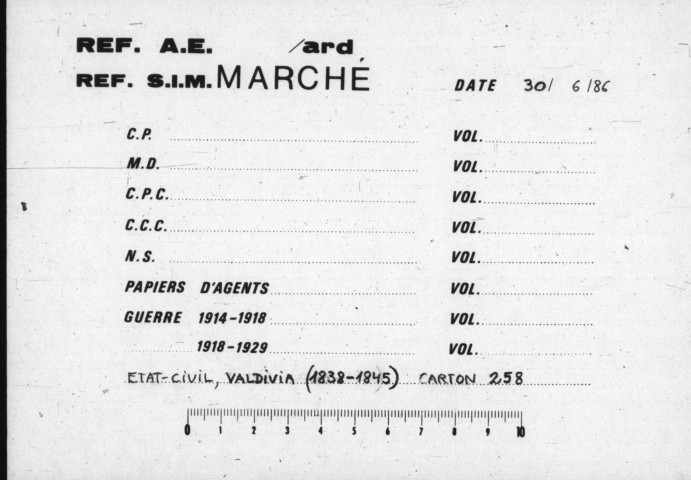 REF. A.E. /ard
REF. S.I.M. MARCHÉ DATE 30/ 6 /86
C.P. VOL.
M.D. VOL.
C.P.C. VOL.
C.C.C. VOL.
N.S. VOL.
PAPIERS D'AGENTS VOL.
GUERRE 1914-1918 VOL.
1918-1929 VOL.
ETAT-CIVIL, VALDIVIA (1838-1845) CARTON 258
0 1 2 3 4 5 6 7 8 9 10